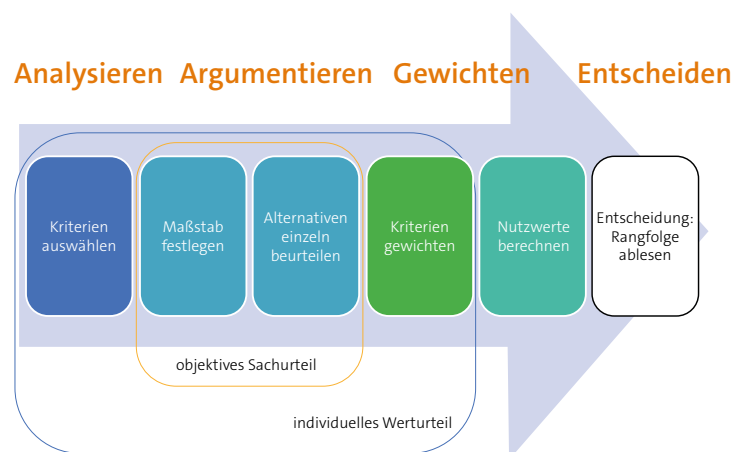 Analysieren Argumentieren Gewichten Entscheiden
Kriterien
auswählen
Maßstab
festlegen
Alternativen
einzeln
beurteilen
Kriterien
gewichten
Nutzwerte
berechnen
Entscheidung:
Rangfolge
ablesen
objektives Sachurteil
individuelles Werturteil